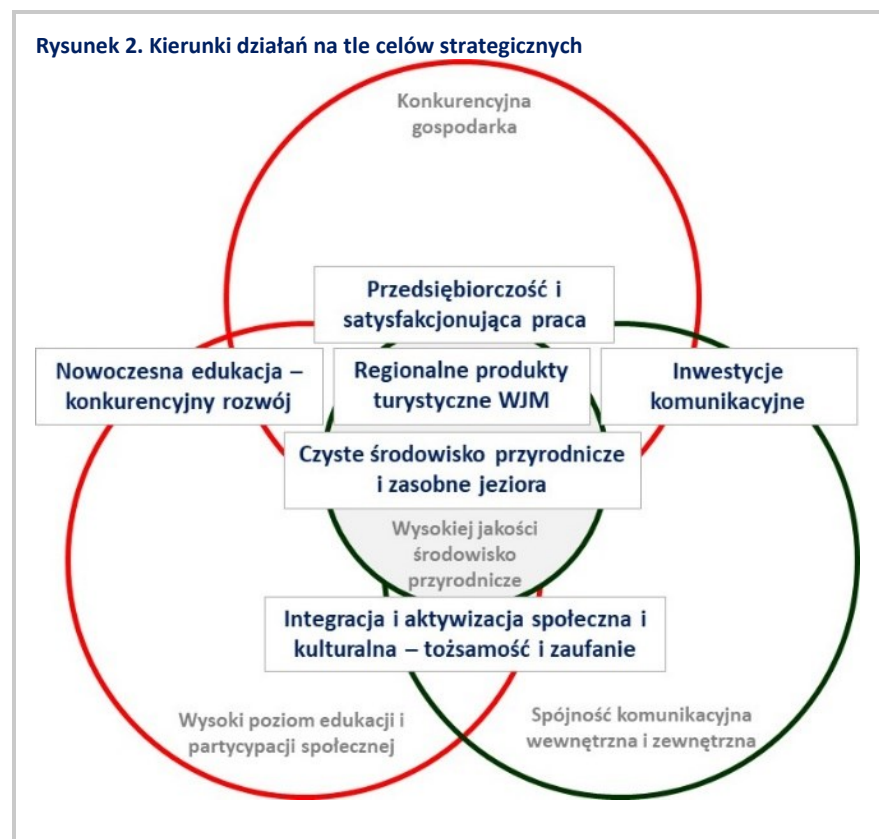 Rysunek 2. Kierunki działań na tle celów strategicznych
Konkurencyjna
gospodarka
Przedsiębiorczość i
satysfakcjonująca praca
Nowoczesna edukacja –
konkurencyjny rozwój
Regionalne produkty
turystyczne WJM
Inwestycje
komunikacyjne
Czyste środowisko przyrodnicze
i zasobne jeziora
Wysokiej jakości
środowisko
przyrodnicze
Integracja i aktywizacja społeczna i
kulturalna – tożsamość i zaufanie
Wysoki poziom edukacji i
partycypacji społecznej
Spójność komunikacyjna
wewnętrzna i zewnętrzna